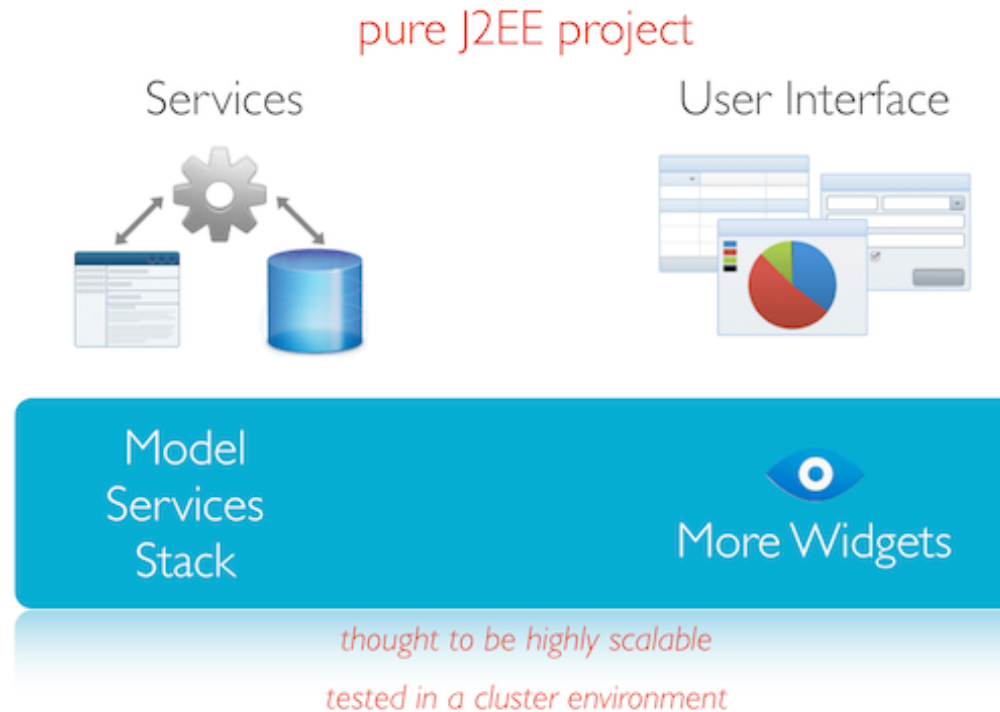 pure J2EE project
Services
User Interface
Model
Services
Stack
More Widgets
thought to be highly scalable
tested in a cluster environment